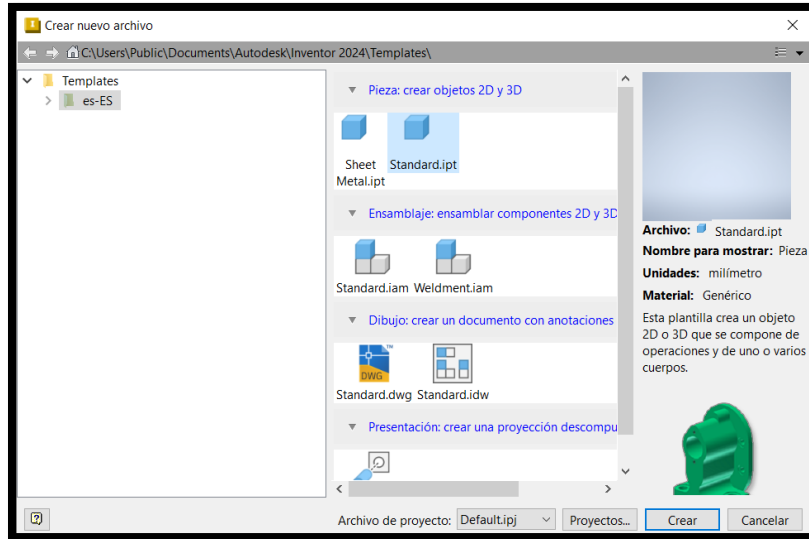 Crear nuevo archivo
C:\Users\Public\Documents\Autodesk\Inventor 2024\Templates\
Templates
es-ES
Pieza: crear objetos 2D y 3D
Sheet Metal.ipt
Standard.ipt
Ensamblaje: ensamblar componentes 2D y 3D
Standard.iam
Weldment.iam
Dibujo: crear un documento con anotaciones
DWG
Standard.dwg
Standard.idw
Presentación: crear una proyección descompu
Archivo: Standard.ipt
Nombre para mostrar: Pieza
Unidades: milímetro
Material: Genérico
Esta plantilla crea un objeto
2D o 3D que se compone de
operaciones y de uno o varios
cuerpos.
Archivo de proyecto: Default.ipj
Proyectos...
Crear
Cancelar